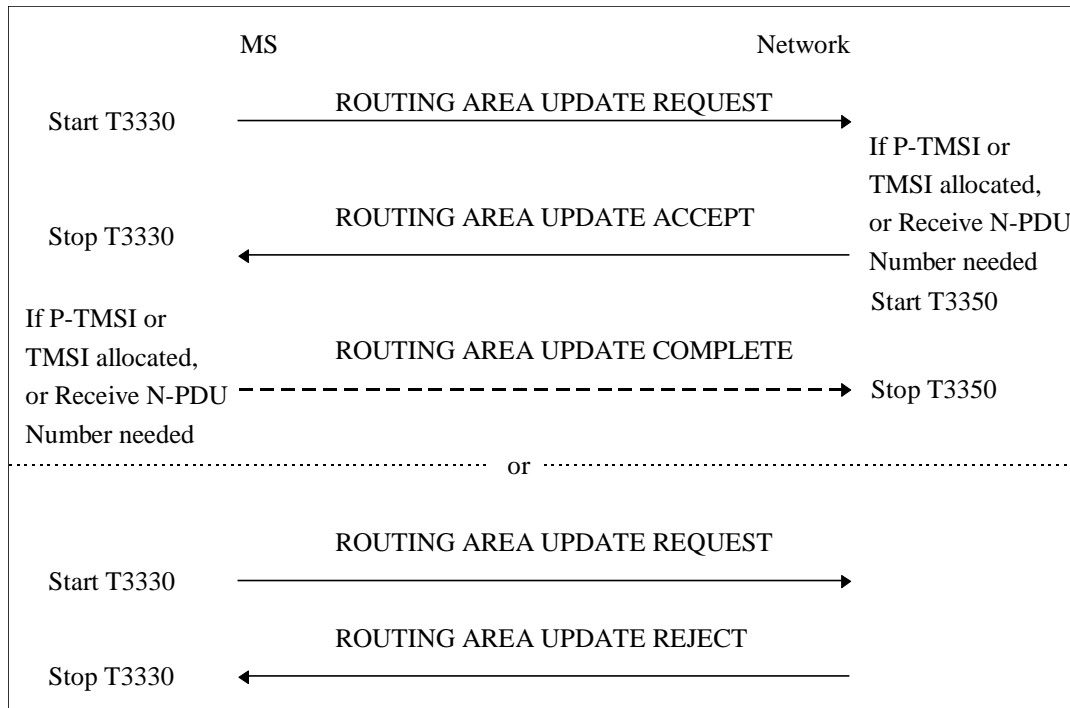 MS Network
ROUTING AREA UPDATE REQUEST
Start T3330
If P-TMSI or
TMSI allocated,
or Receive N-PDU
Number needed
Start T3350
ROUTING AREA UPDATE ACCEPT
Stop T3330
If P-TMSI or
TMSI allocated,
or Receive N-PDU
Number needed
ROUTING AREA UPDATE COMPLETE
Stop T3350
or
ROUTING AREA UPDATE REQUEST
Start T3330
ROUTING AREA UPDATE REJECT
Stop T3330